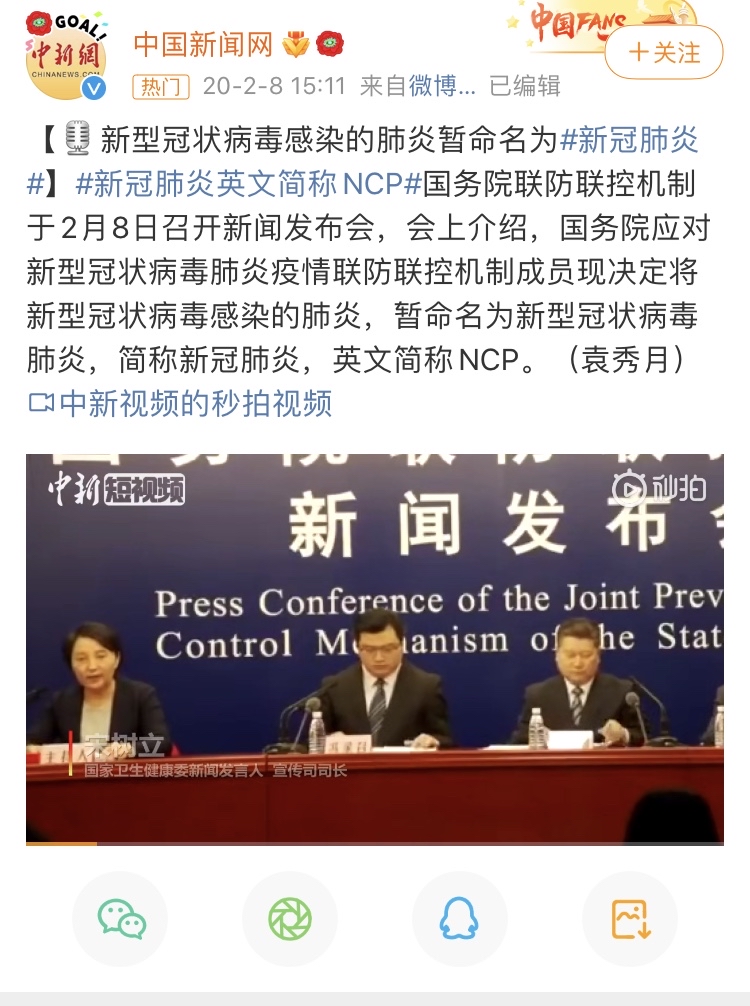 GOAL!
中新網
CHINANEWS.COM
中国新闻网
中国FANS
+关注
热门 20-2-8 15:11 来自微博... 已编辑
【🎙新型冠状病毒感染的肺炎暂命名为#新冠肺炎
#】#新冠肺炎英文简称NCP#国务院联防联控机制
于2月8日召开新闻发布会，会上介绍，国务院应对
新型冠状病毒肺炎疫情联防联控机制成员现决定将
新型冠状病毒感染的肺炎，暂命名为新型冠状病毒
肺炎，简称新冠肺炎，英文简称NCP。（袁秀月）
中新视频的秒拍视频
国务院联防联
中新短视频
秒拍
新闻发布会
Press Conference of the Joint Prev
Control M anism of he Stat
宋树立
国家卫生健康委新闻发言人 宣传司司长